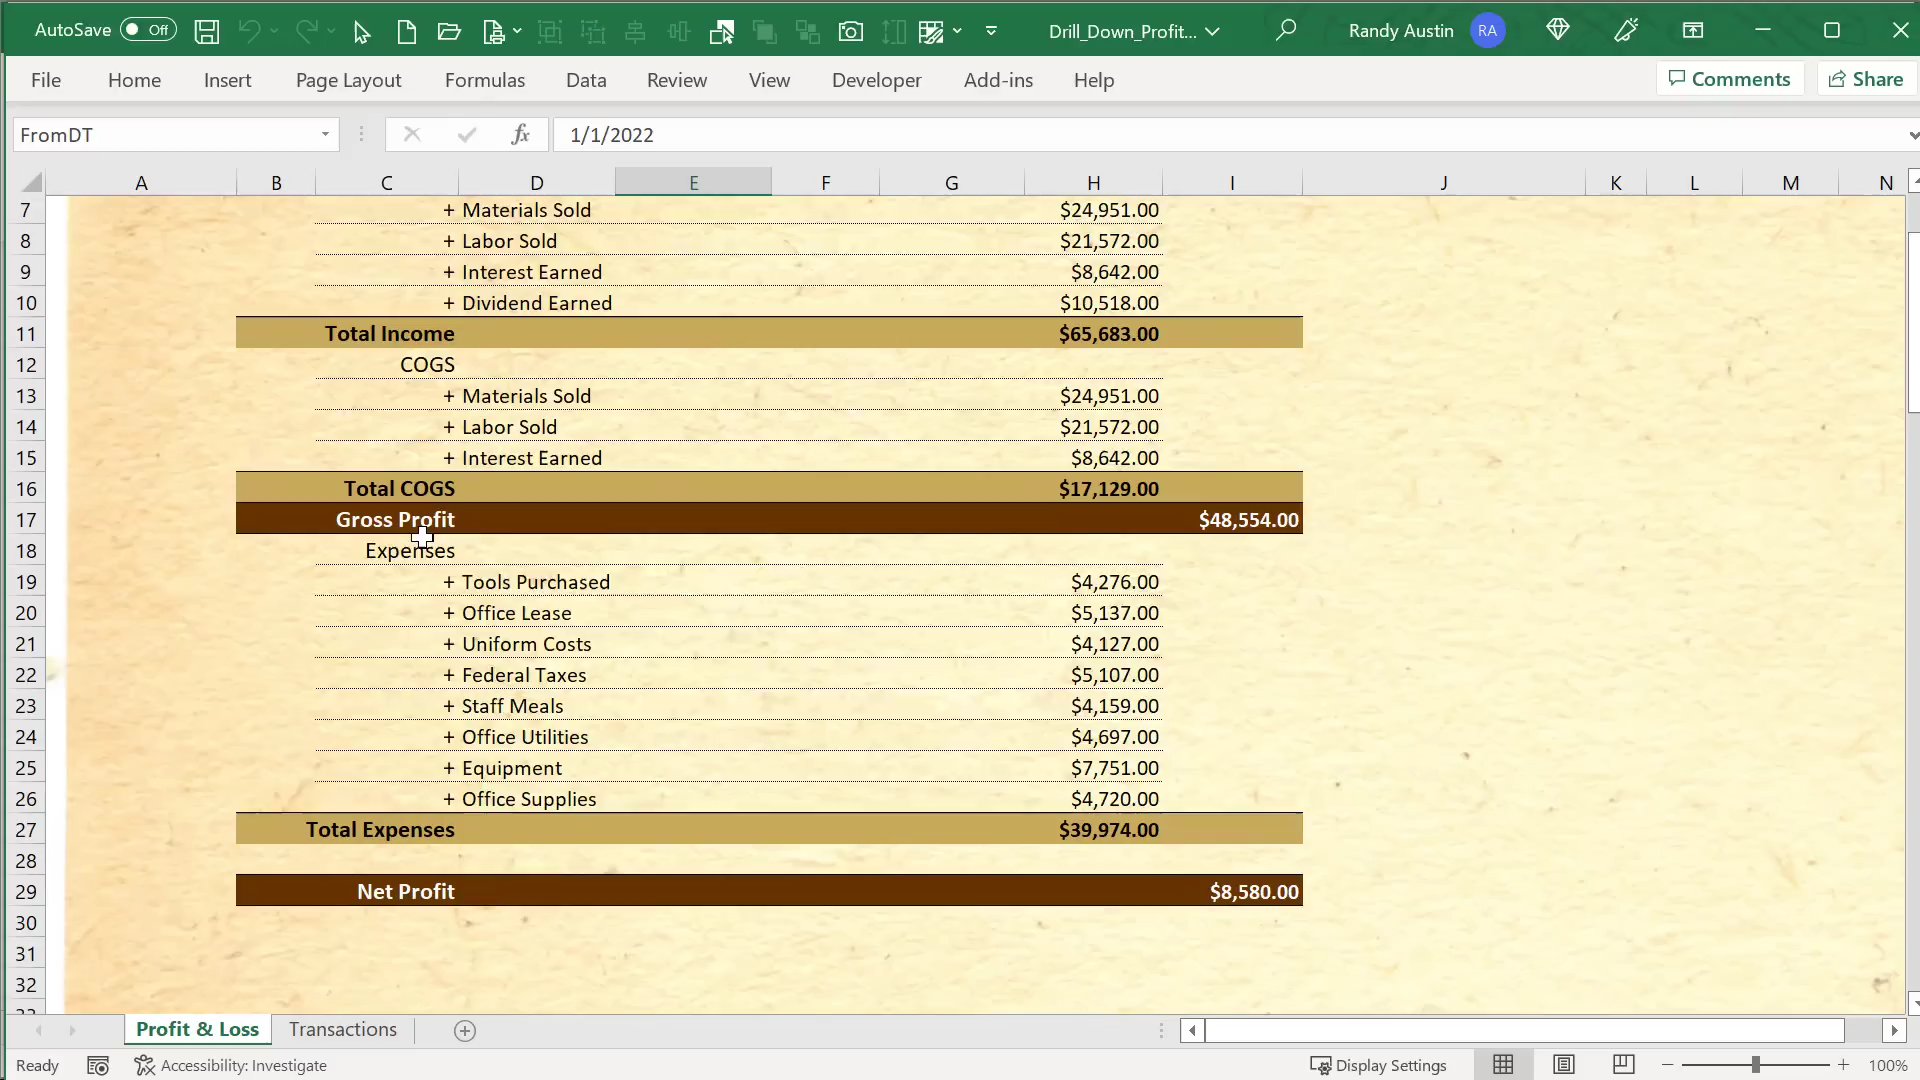 AutoSave Off Drill_Down_Profit... Randy Austin RA
File Home Insert Page Layout Formulas Data Review View Developer Add-ins Help Comments Share
FromDT fx 1/1/2022
A B C D E F G H I J K L M N
7 + Materials Sold $24,951.00
8 + Labor Sold $21,572.00
9 + Interest Earned $8,642.00
10 + Dividend Earned $10,518.00
11 Total Income $65,683.00
12 COGS
13 + Materials Sold $24,951.00
14 + Labor Sold $21,572.00
15 + Interest Earned $8,642.00
16 Total COGS $17,129.00
17 Gross Profit $48,554.00
18 Expenses
19 + Tools Purchased $4,276.00
20 + Office Lease $5,137.00
21 + Uniform Costs $4,127.00
22 + Federal Taxes $5,107.00
23 + Staff Meals $4,159.00
24 + Office Utilities $4,697.00
25 + Equipment $7,751.00
26 + Office Supplies $4,720.00
27 Total Expenses $39,974.00
28
29 Net Profit $8,580.00
30
31
32
Profit & Loss Transactions
Ready Accessibility: Investigate Display Settings 100%